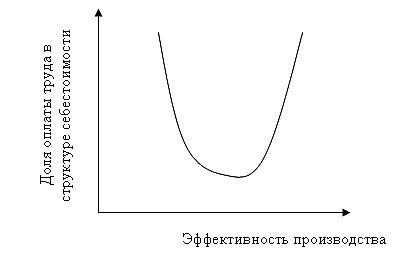 Доля оплаты труда в
структуре себестоимости
Эффективность производства